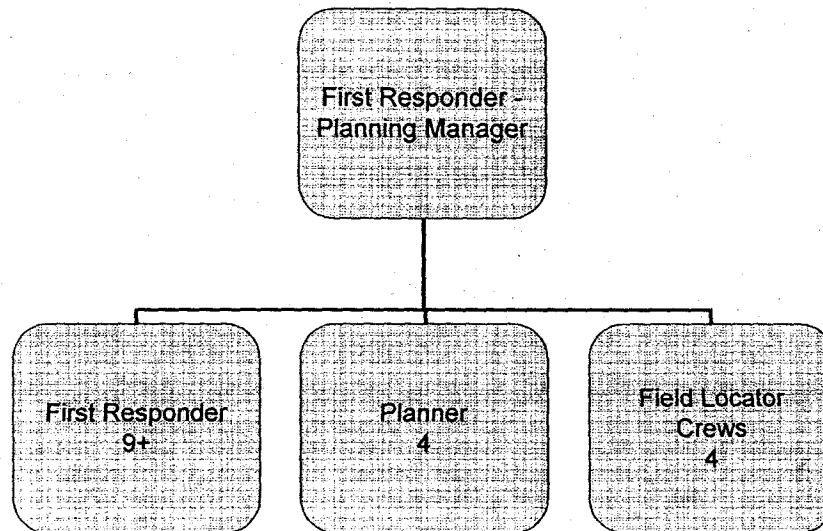 First Responder -
Planning Manager
First Responder
9+
Planner
4
Field Locator
Crews
4